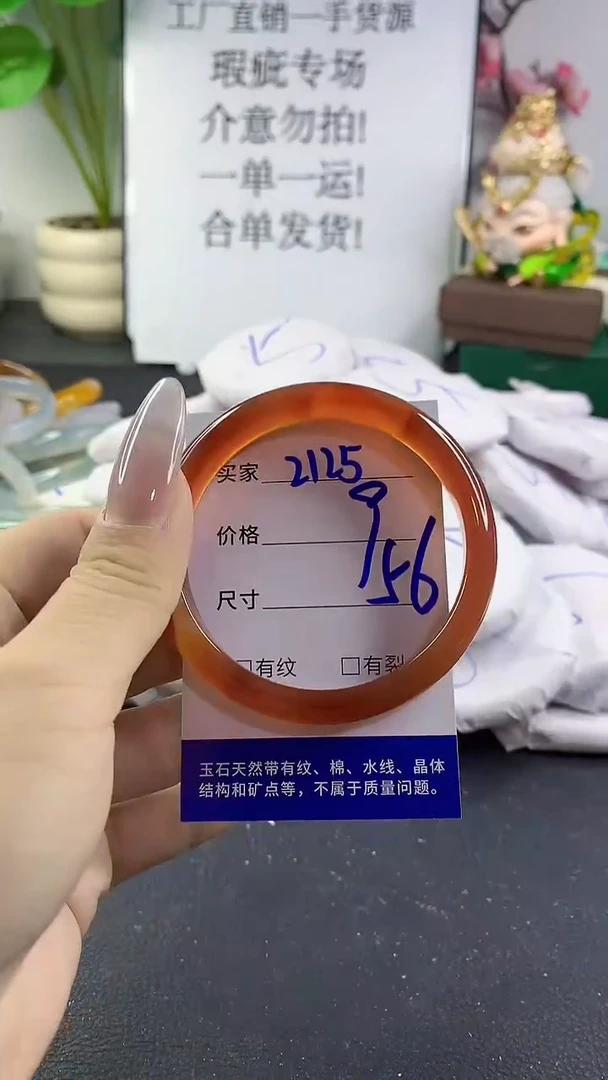 工厂直销一手货源
瑕疵专场
介意勿拍!
一单一运!
合单发货!
买家 2125
价格 9
尺寸 56
□有纹 □有裂
玉石天然带有纹、棉、水线、晶体
结构和矿点等，不属于质量问题。